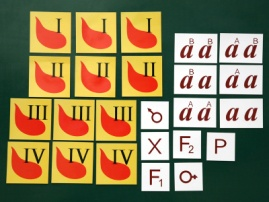 I I I
B B B
a a a a
II II II
A
a a a a
A A
III III III a a a a
♂
X F2 P
IV IV IV
F1 ♀